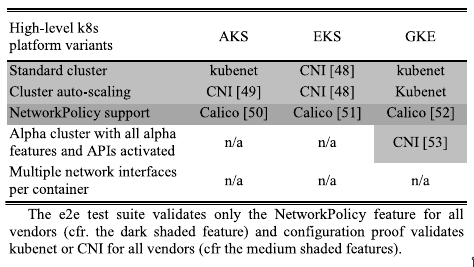 High-level k8s platform variants AKS EKS GKE
Standard cluster kubenet CNI [48] kubenet
Cluster auto-scaling CNI [49] CNI [48] Kubenet
NetworkPolicy support Calico [50] Calico [51] Calico [52]
Alpha cluster with all alpha features and APIs activated n/a n/a CNI [53]
Multiple network interfaces per container n/a n/a n/a
The e2e test suite validates only the NetworkPolicy feature for all
vendors (cfr. the dark shaded feature) and configuration proof validates
kubenet or CNI for all vendors (cfr the medium shaded features).